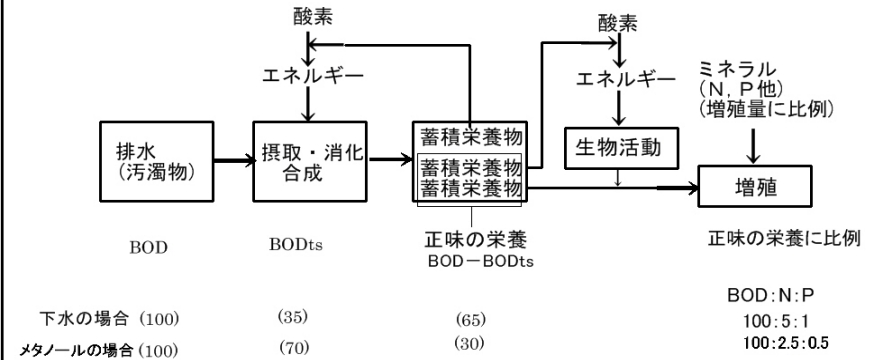 酸素
エネルギー
酸素
エネルギー
ミネラル
(N,P他)
(増殖量に比例)
排水
(汚濁物)
摂取・消化
合成
蓄積栄養物
蓄積栄養物
蓄積栄養物
生物活動
増殖
BOD
BODts
正味の栄養
BOD－BODts
正味の栄養に比例
BOD:N:P
下水の場合 (100) (35) (65) 100:5:1
メタノールの場合 (100) (70) (30) 100:2.5:0.5